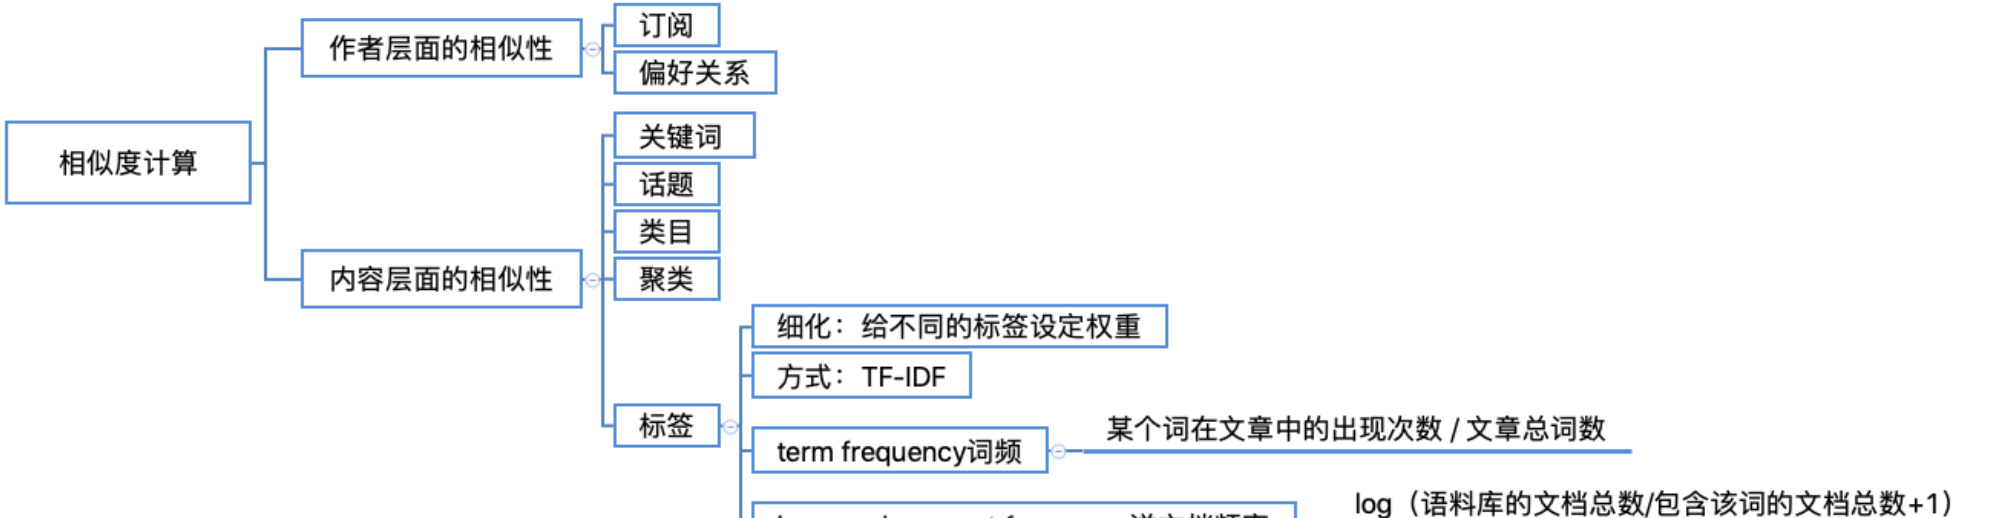 相似度计算
作者层面的相似性
订阅
偏好关系
内容层面的相似性
关键词
话题
类目
聚类
标签
细化：给不同的标签设定权重
方式：TF-IDF
term frequency词频
某个词在文章中的出现次数 / 文章总词数
log（语料库的文档总数/包含该词的文档总数+1）